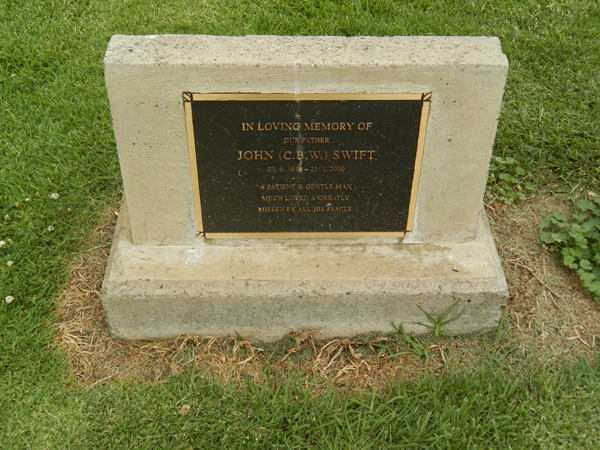 IN LOVING MEMORY OF
OUR FATHER
JOHN (C.B.W.) SWIFT
A PATIENT & GENTLE MAN
MUCH LOVED & GREATLY
MISSED BY ALL HIS FAMILY